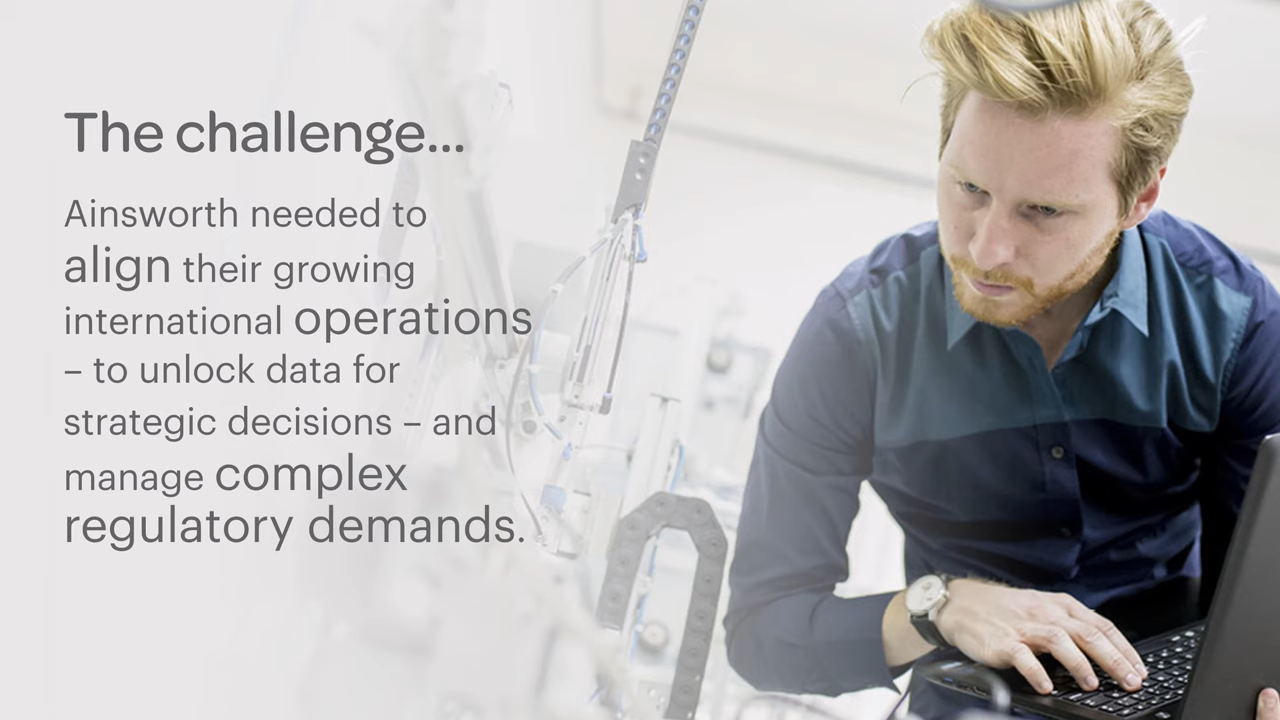 The challenge...
Ainsworth needed to
align their growing
international operations
– to unlock data for
strategic decisions – and
manage complex
regulatory demands.